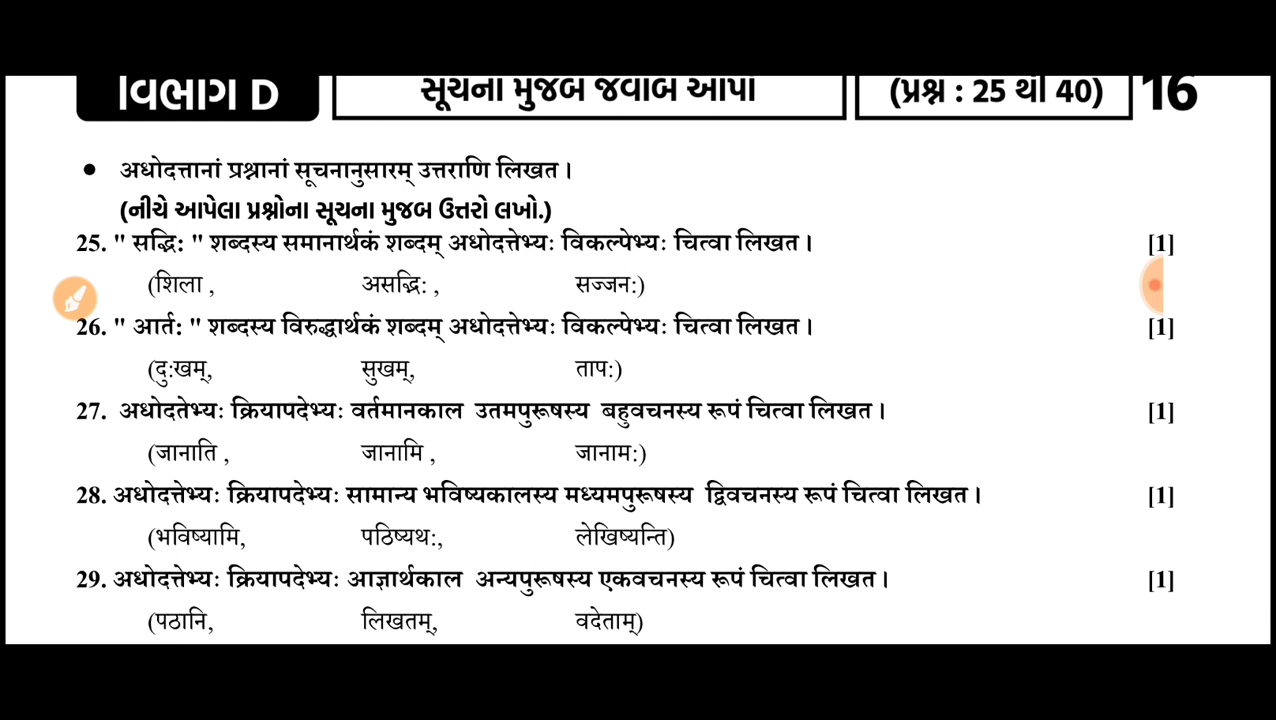 વિભાગ D સૂચના મુજબ જવાબ આપો (પ્રશ્ન : 25 થી 40) 16
• अधोदत्तानां प्रश्नानां सूचनानुसारम् उत्तराणि लिखत ।
(નીચે આપેલા પ્રશ્નોના સૂચના મુજબ ઉત્તરો લખો.)
25. " सद्भि: " शब्दस्य समानार्थकं शब्दम् अधोदत्तेभ्यः विकल्पेभ्यः चित्वा लिखत । [1]
(शिला , असद्भि: , सज्जन:)
26. " आर्त: " शब्दस्य विरुद्धार्थकं शब्दम् अधोदत्तेभ्यः विकल्पेभ्यः चित्वा लिखत । [1]
(दु:खम्, सुखम्, ताप:)
27. अधोदतेभ्यः क्रियापदेभ्यः वर्तमानकाल उतमपुरूषस्य बहुवचनस्य रूपं चित्वा लिखत । [1]
(जानाति , जानामि , जानाम:)
28. अधोदत्तेभ्यः क्रियापदेभ्यः सामान्य भविष्यकालस्य मध्यमपुरूषस्य द्विवचनस्य रूपं चित्वा लिखत । [1]
(भविष्यामि, पठिष्यथ:, लेखिष्यन्ति)
29. अधोदत्तेभ्यः क्रियापदेभ्यः आज्ञार्थकाल अन्यपुरूषस्य एकवचनस्य रूपं चित्वा लिखत । [1]
(पठानि, लिखतम्, वदेताम्)